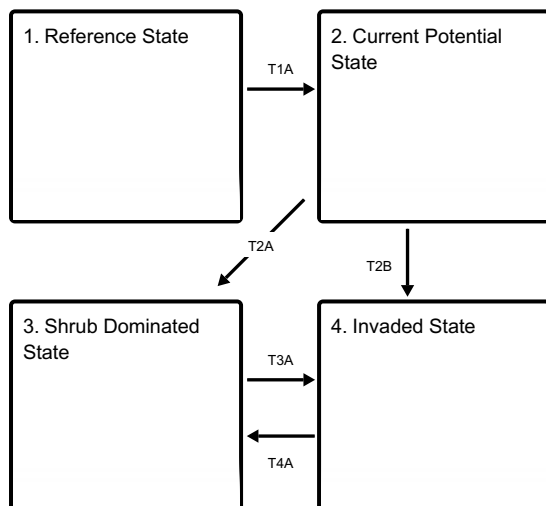 1. Reference State
2. Current Potential
State
T1A
T2A
T2B
3. Shrub Dominated
State
4. Invaded State
T3A
T4A